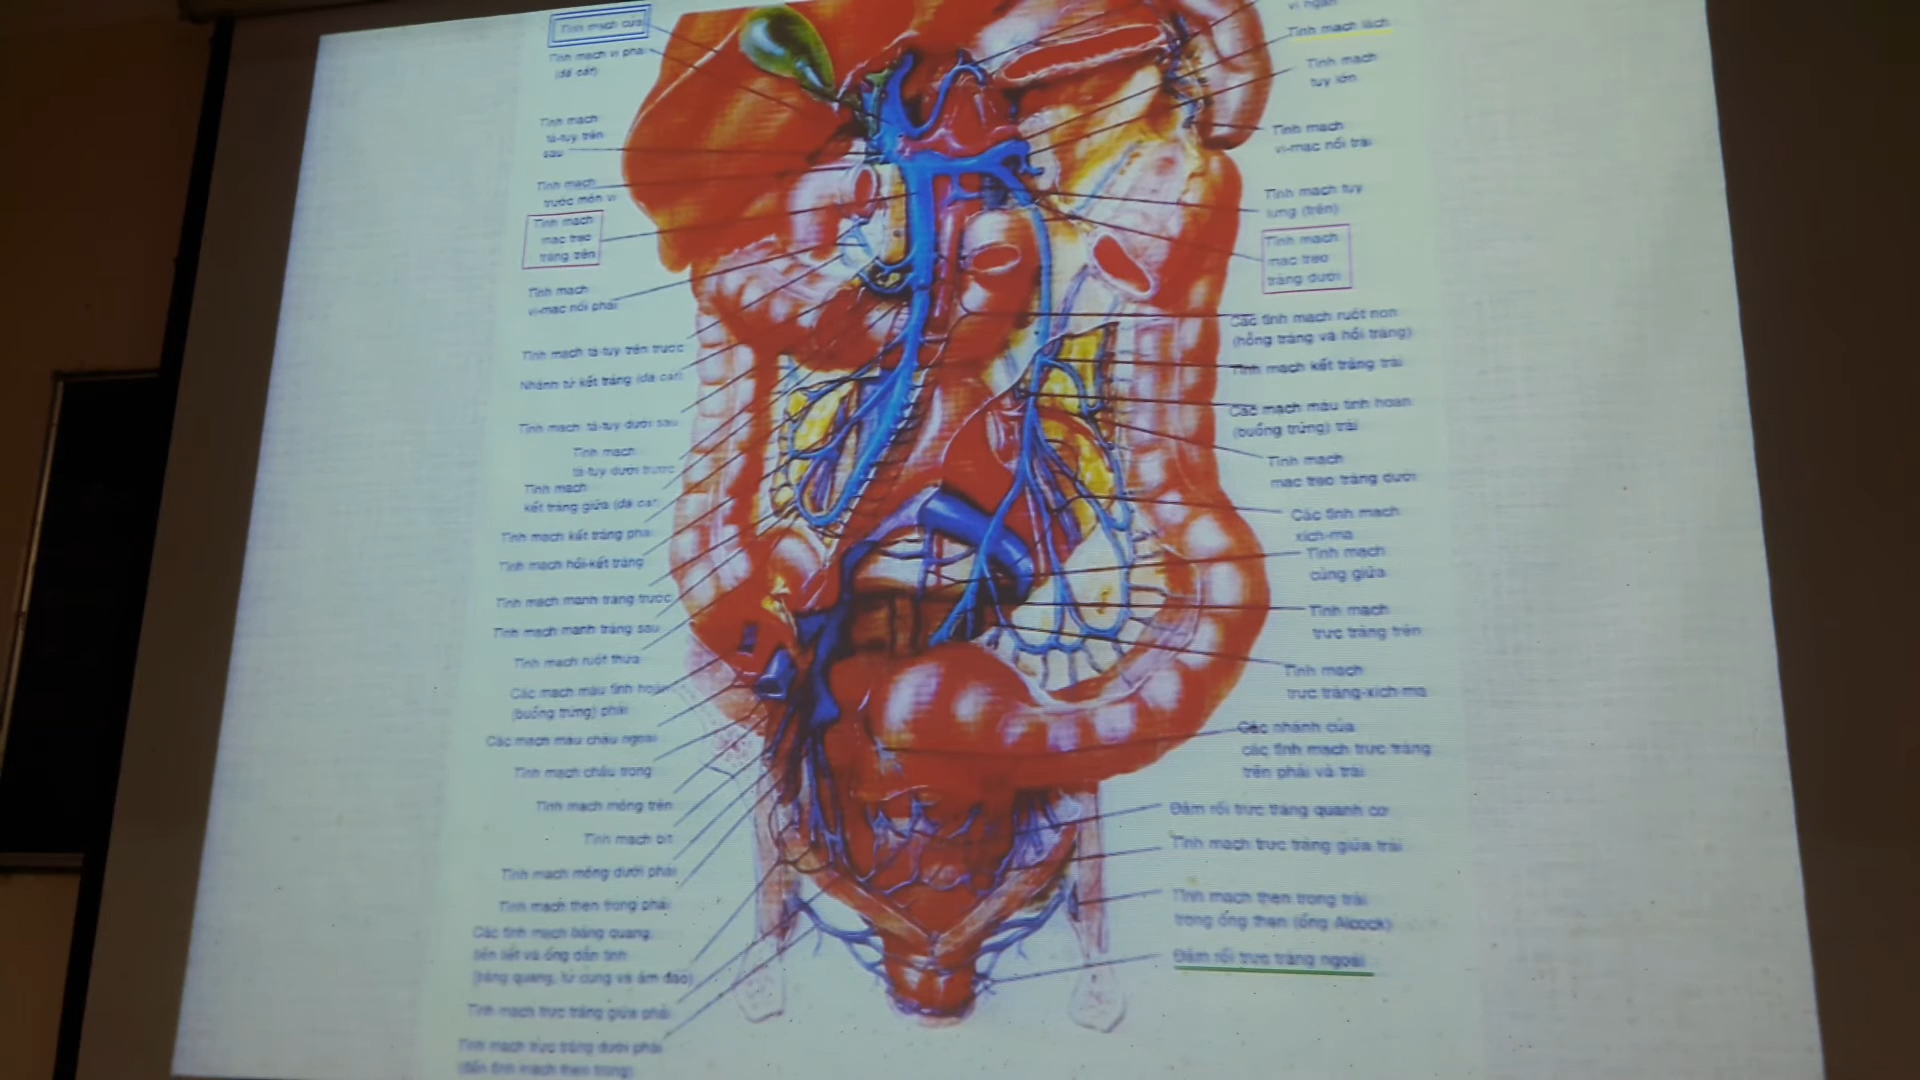 Tĩnh mạch cửa
Tĩnh mạch vị phải
(đã cắt)
Tĩnh mạch
tá-tụy trên
sau
Tĩnh mạch
trước môn vị
Tĩnh mạch
mạc treo
tràng trên
Tĩnh mạch
vị-mạc nối phải
Tĩnh mạch tá-tụy trên trước
Nhánh từ kết tràng (đã cắt)
Tĩnh mạch tá-tụy dưới sau
Tĩnh mạch
tá-tụy dưới trước
Tĩnh mạch
kết tràng giữa (đã cắt)
Tĩnh mạch kết tràng phải
Tĩnh mạch hồi-kết tràng
Tĩnh mạch manh tràng trước
Tĩnh mạch manh tràng sau
Tĩnh mạch ruột thừa
Các mạch máu tinh hoàn
(buồng trứng) phải
Các mạch máu chậu ngoài
Tĩnh mạch chậu trong
Tĩnh mạch mông trên
Tĩnh mạch bịt
Tĩnh mạch mông dưới phải
Tĩnh mạch thẹn trong phải
Các tĩnh mạch bàng quang,
tiền liệt và ống dẫn tinh
(bàng quang, tử cung và âm đạo)
Tĩnh mạch trực tràng giữa phải
Tĩnh mạch trực tràng dưới phải
(đến tĩnh mạch thẹn trong)
vị ngắn
Tĩnh mạch lách
Tĩnh mạch
tụy lớn
Tĩnh mạch
vị-mạc nối trái
Tĩnh mạch tụy
lưng (trên)
Tĩnh mạch
mạc treo
tràng dưới
Các tĩnh mạch ruột non
(hỗng tràng và hồi tràng)
Tĩnh mạch kết tràng trái
Các mạch máu tinh hoàn
(buồng trứng) trái
Tĩnh mạch
mạc treo tràng dưới
Các tĩnh mạch
xích-ma
Tĩnh mạch
cùng giữa
Tĩnh mạch
trực tràng trên
Tĩnh mạch
trực tràng-xích-ma
Các nhánh của
các tĩnh mạch trực tràng
trên phải và trái
Đám rối trực tràng quanh cơ
Tĩnh mạch trực tràng giữa trái
Tĩnh mạch thẹn trong trái
trong ống thẹn (ống Alcock)
Đám rối trực tràng ngoài